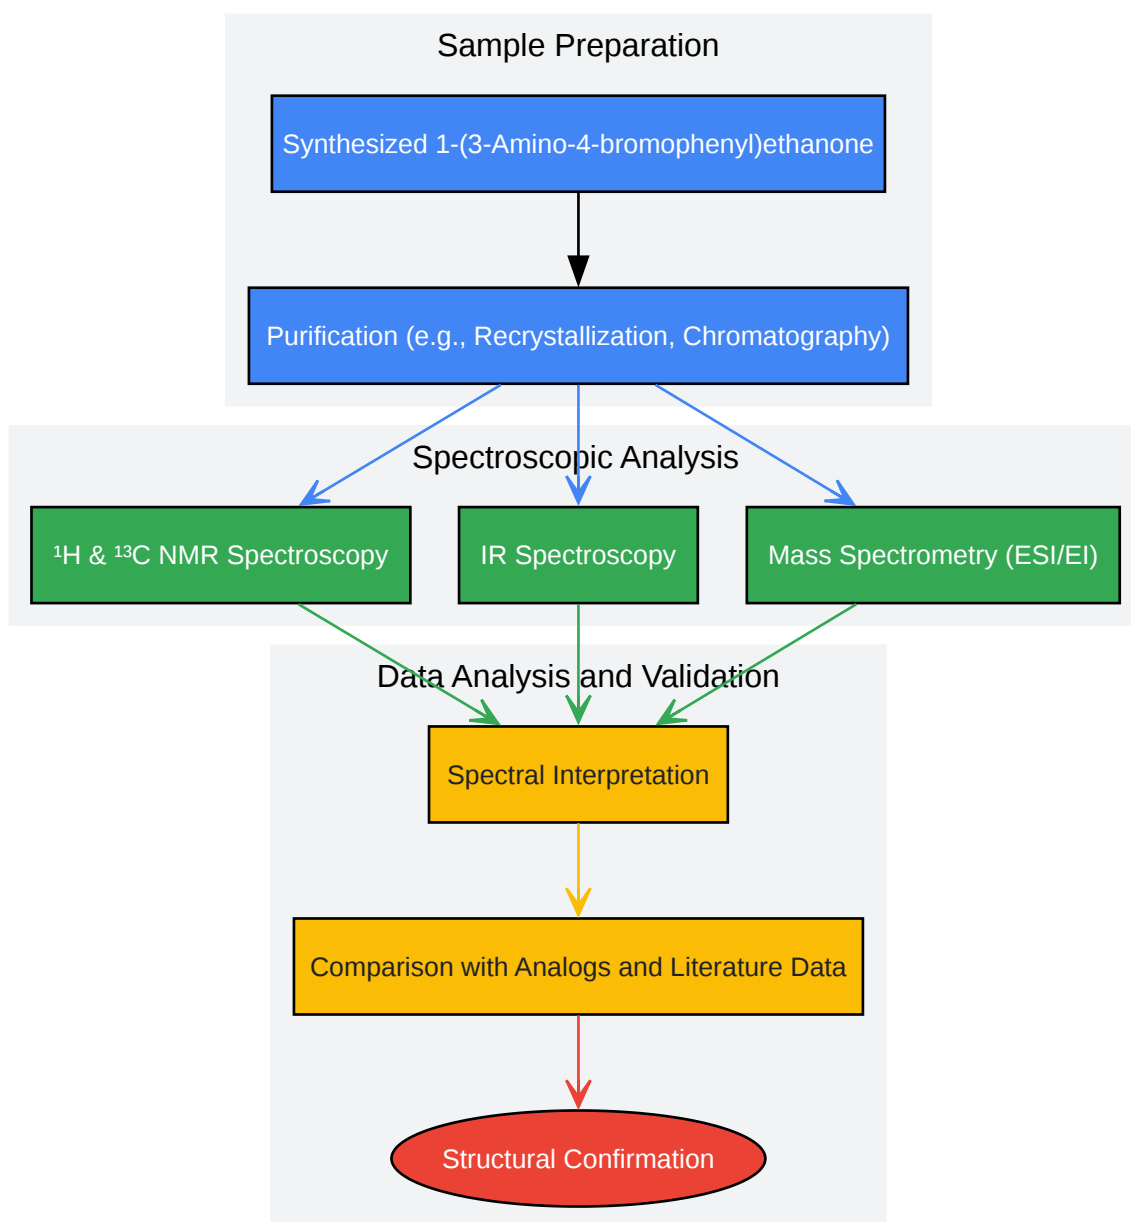 Sample Preparation
Synthesized 1-(3-Amino-4-bromophenyl)ethanone
Purification (e.g., Recrystallization, Chromatography)
Spectroscopic Analysis
¹H & ¹³C NMR Spectroscopy
IR Spectroscopy
Mass Spectrometry (ESI/EI)
Data Analysis and Validation
Spectral Interpretation
Comparison with Analogs and Literature Data
Structural Confirmation